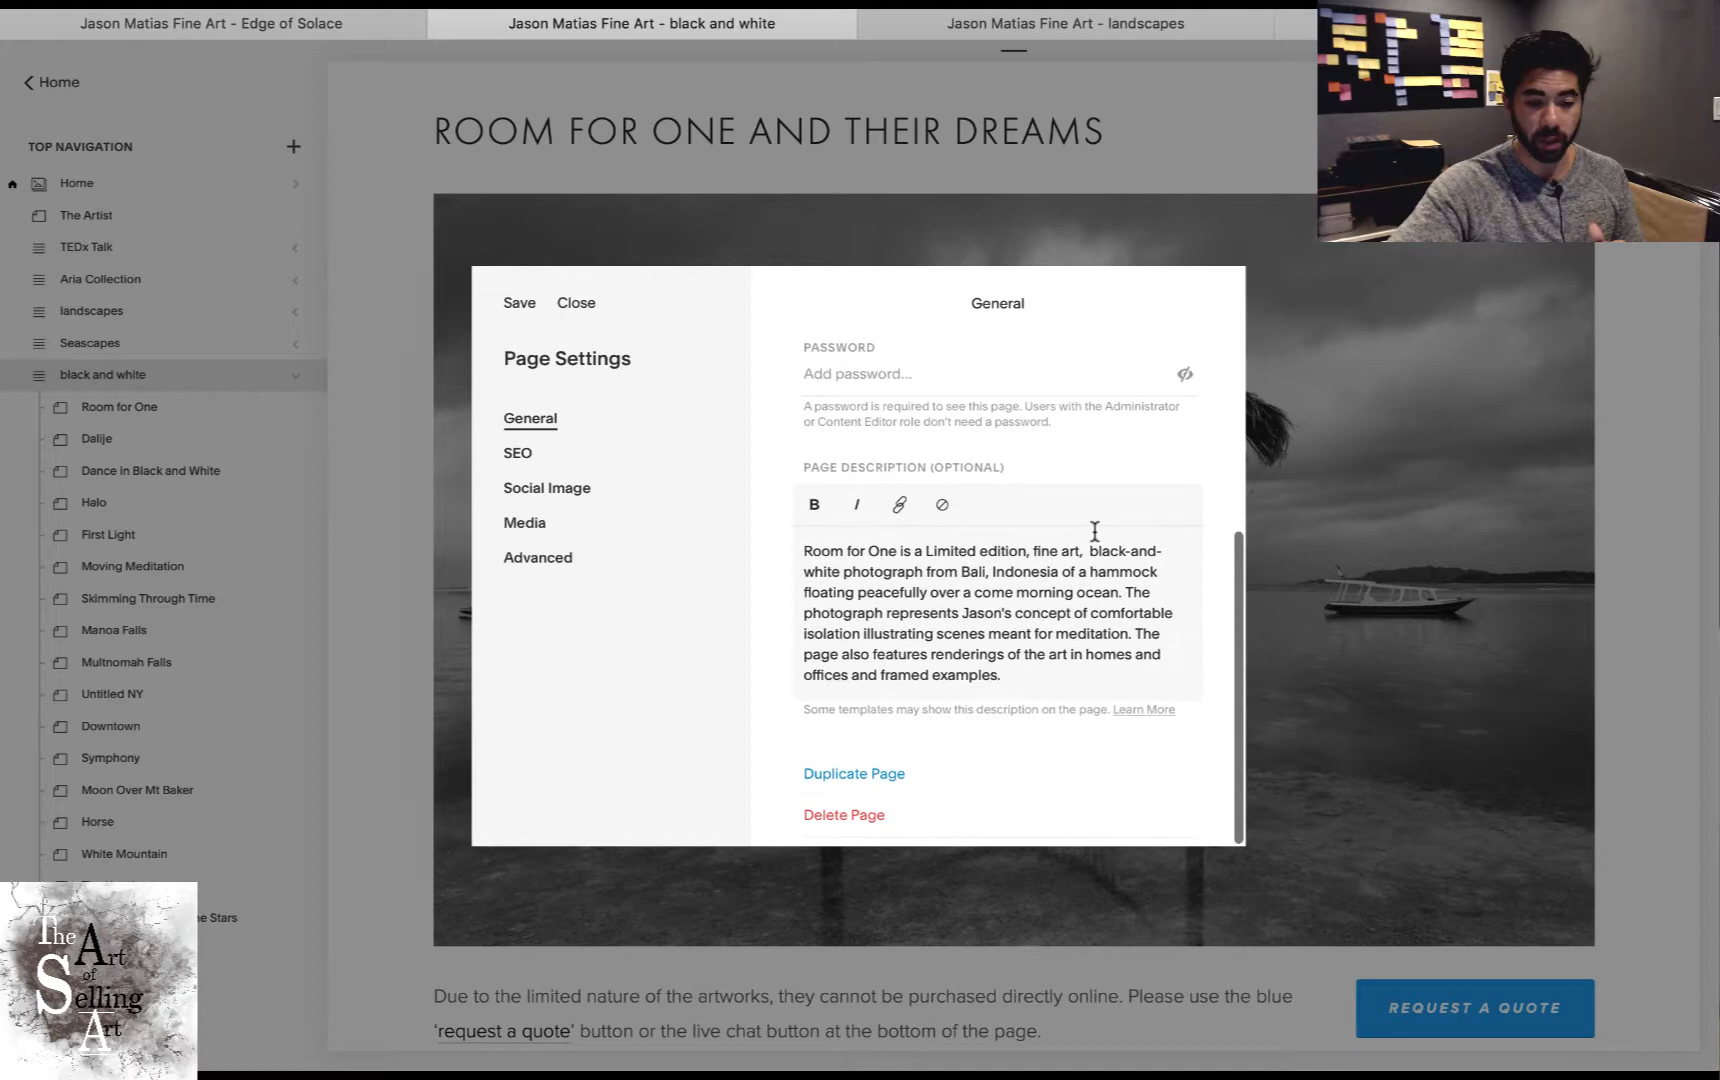 Jason Matias Fine Art - Edge of Solace
Jason Matias Fine Art - black and white
Jason Matias Fine Art - landscapes
Home
TOP NAVIGATION
Home
The Artist
TEDx Talk
Aria Collection
landscapes
Seascapes
black and white
Room for One
Dalije
Dance in Black and White
Halo
First Light
Moving Meditation
Skimming Through Time
Manoa Falls
Multnomah Falls
Untitled NY
Downtown
Symphony
Moon Over Mt Baker
Horse
White Mountain
e Stars
The
Art
of
Selling
Art
ROOM FOR ONE AND THEIR DREAMS
Save Close
Page Settings
General
SEO
Social Image
Media
Advanced
General
PASSWORD
Add password...
A password is required to see this page. Users with the Administrator
or Content Editor role don't need a password.
PAGE DESCRIPTION (OPTIONAL)
B I
Room for One is a Limited edition, fine art, black-and-
white photograph from Bali, Indonesia of a hammock
floating peacefully over a come morning ocean. The
photograph represents Jason's concept of comfortable
isolation illustrating scenes meant for meditation. The
page also features renderings of the art in homes and
offices and framed examples.
Some templates may show this description on the page. Learn More
Duplicate Page
Delete Page
Due to the limited nature of the artworks, they cannot be purchased directly online. Please use the blue
'request a quote' button or the live chat button at the bottom of the page.
REQUEST A QUOTE